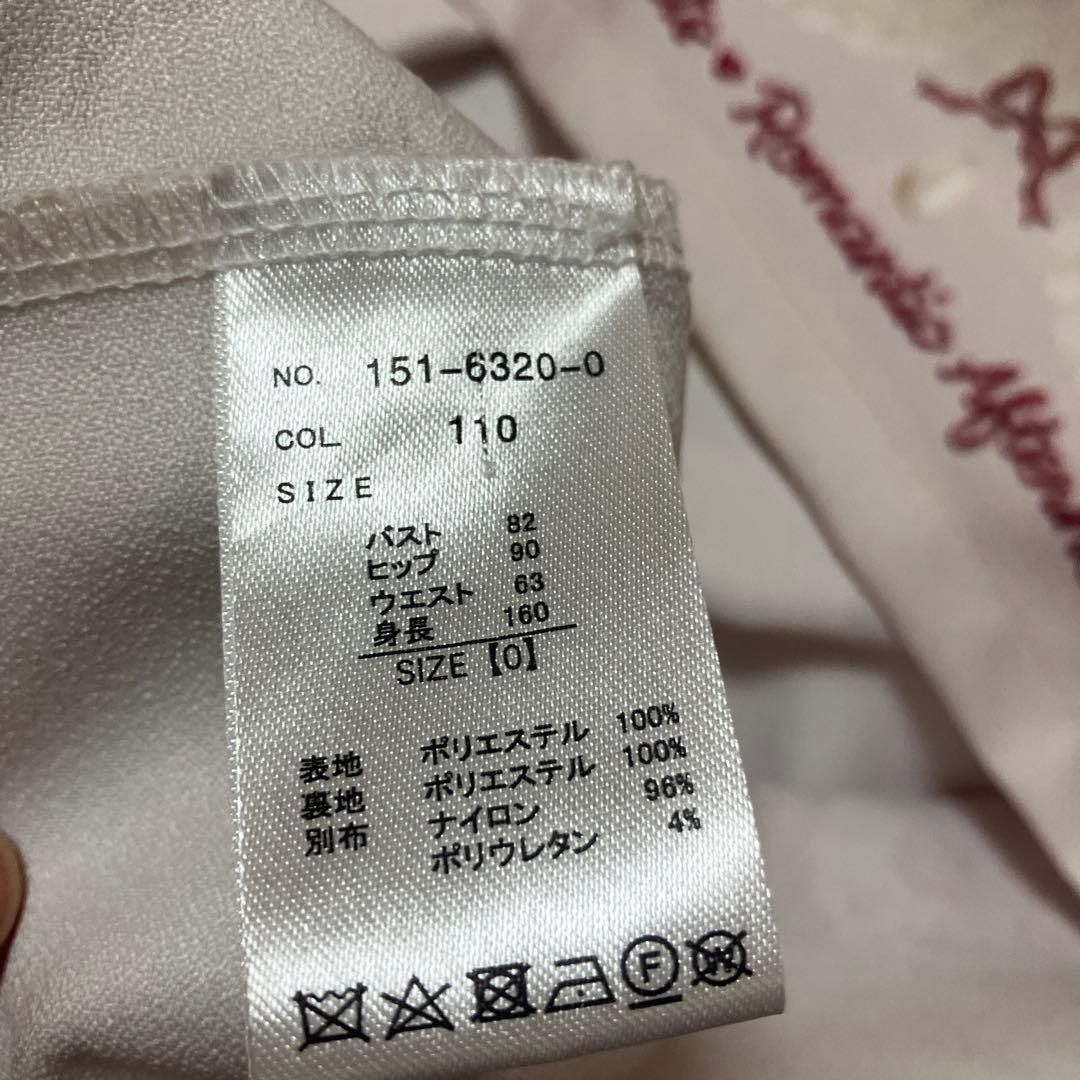 NO. 151-6320-0
COL 110
SIZE
バスト 82
ヒップ 90
ウエスト 63
身長 160
SIZE【0】
表地 ポリエステル 100%
裏地 ポリエステル 100%
別布 ナイロン 96%
ポリウレタン 4%
F
W
Romantic